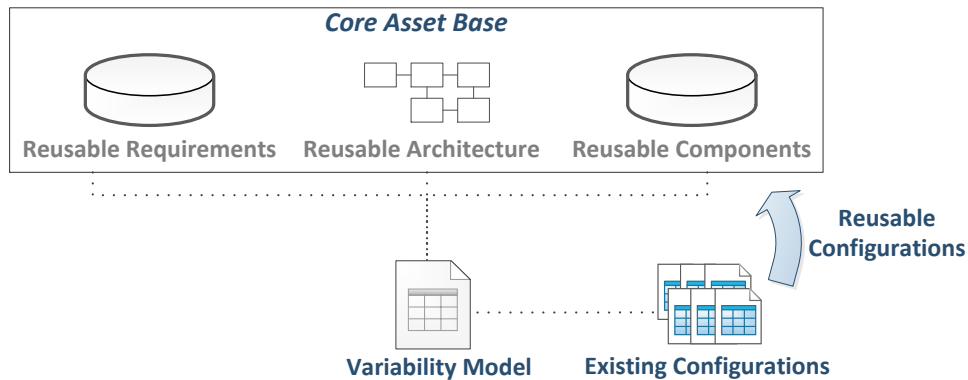 Core Asset Base
Reusable Requirements
Reusable Architecture
Reusable Components
Reusable
Configurations
Variability Model
Existing Configurations